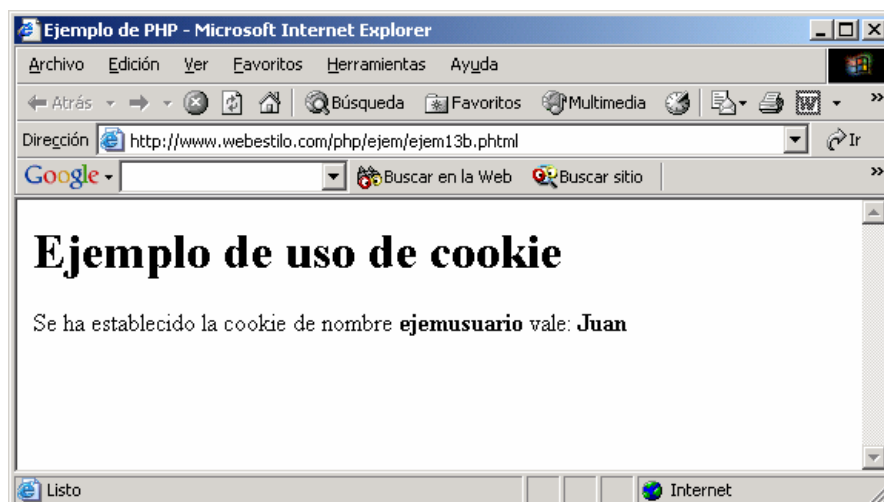 Ejemplo de PHP - Microsoft Internet Explorer
Archivo Edición Ver Favoritos Herramientas Ayuda
Atrás Búsqueda Favoritos Multimedia »
Dirección http://www.webestilo.com/php/ejem/ejem13b.phtml Ir
Google Buscar en la Web Buscar sitio »
Ejemplo de uso de cookie
Se ha establecido la cookie de nombre ejemusuario vale: Juan
Listo Internet